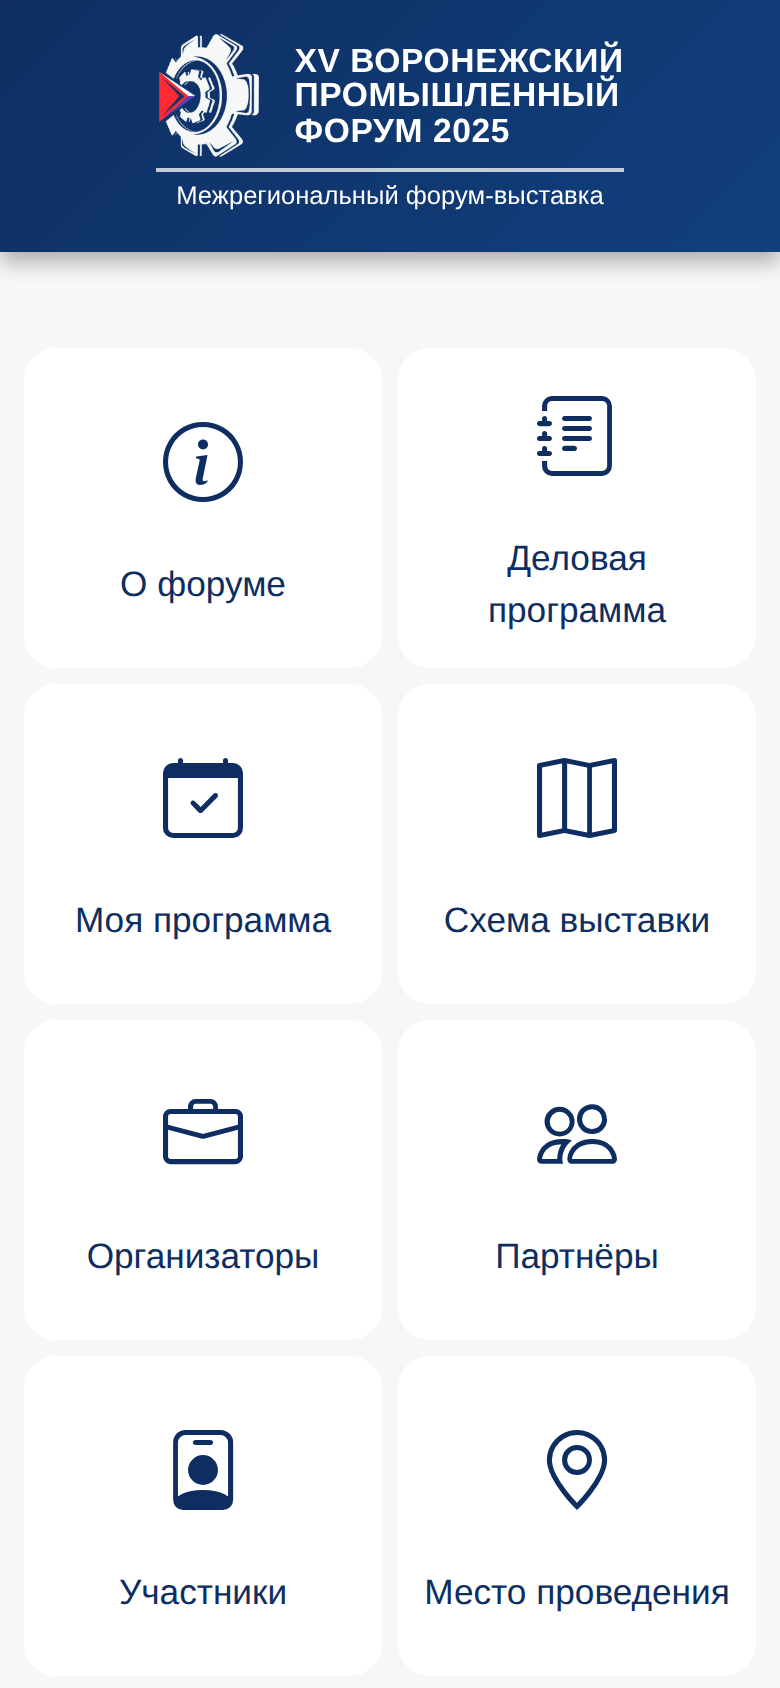 XV ВОРОНЕЖСКИЙ
ПРОМЫШЛЕННЫЙ
ФОРУМ 2025
Межрегиональный форум-выставка
О форуме
Деловая
программа
Моя программа
Схема выставки
Организаторы
Партнёры
Участники
Место проведения